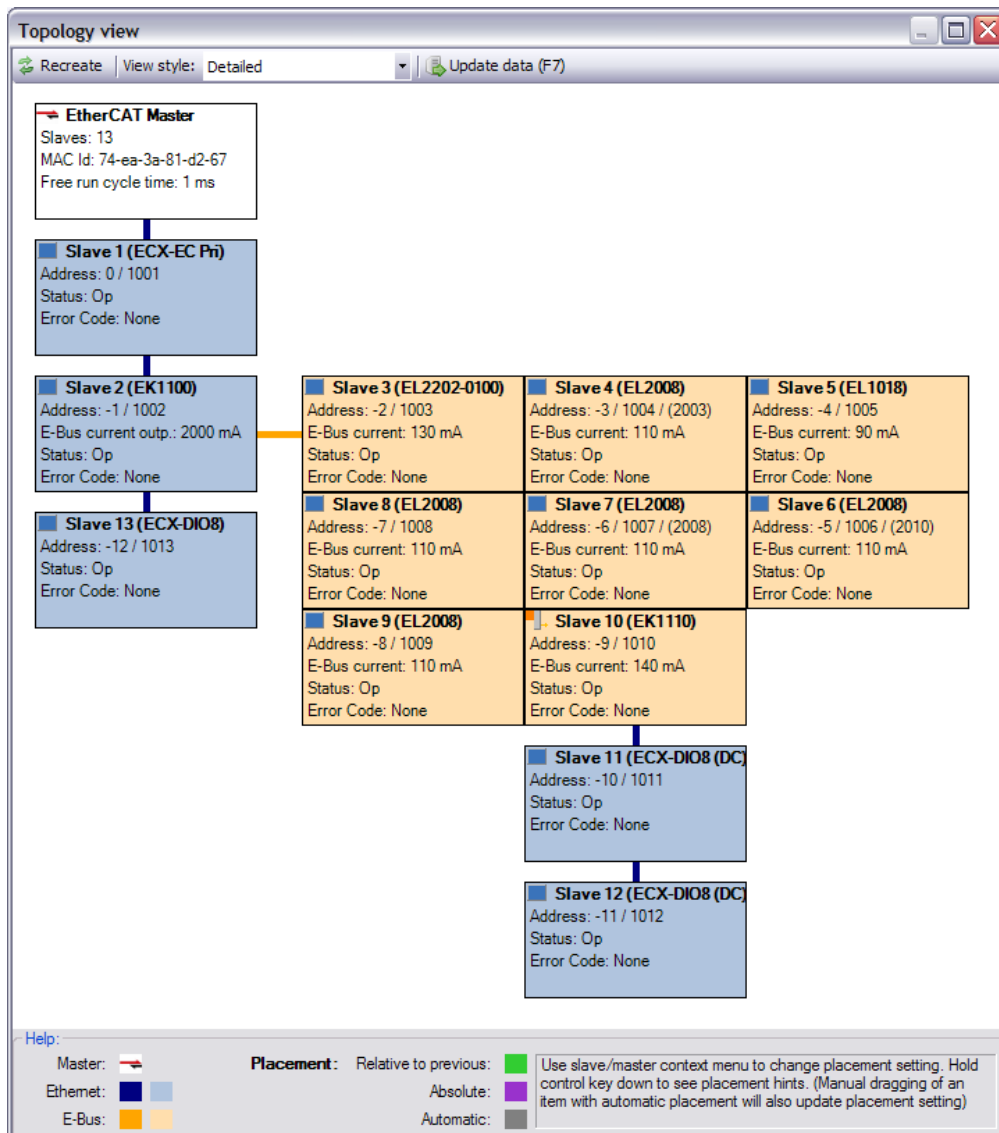 Topology view
Recreate View style: Detailed Update data (F7)
EtherCAT Master
Slaves: 13
MAC Id: 74-ea-3a-81-d2-67
Free run cycle time: 1 ms
Slave 1 (ECX-EC Pri)
Address: 0 / 1001
Status: Op
Error Code: None
Slave 2 (EK1100)
Address: -1 / 1002
E-Bus current outp.: 2000 mA
Status: Op
Error Code: None
Slave 3 (EL2202-0100)
Address: -2 / 1003
E-Bus current: 130 mA
Status: Op
Error Code: None
Slave 4 (EL2008)
Address: -3 / 1004 / (2003)
E-Bus current: 110 mA
Status: Op
Error Code: None
Slave 5 (EL1018)
Address: -4 / 1005
E-Bus current: 90 mA
Status: Op
Error Code: None
Slave 8 (EL2008)
Address: -7 / 1008
E-Bus current: 110 mA
Status: Op
Error Code: None
Slave 7 (EL2008)
Address: -6 / 1007 / (2008)
E-Bus current: 110 mA
Status: Op
Error Code: None
Slave 6 (EL2008)
Address: -5 / 1006 / (2010)
E-Bus current: 110 mA
Status: Op
Error Code: None
Slave 13 (ECX-DIO8)
Address: -12 / 1013
Status: Op
Error Code: None
Slave 9 (EL2008)
Address: -8 / 1009
E-Bus current: 110 mA
Status: Op
Error Code: None
Slave 10 (EK1110)
Address: -9 / 1010
E-Bus current: 140 mA
Status: Op
Error Code: None
Slave 11 (ECX-DIO8 (DC)
Address: -10 / 1011
Status: Op
Error Code: None
Slave 12 (ECX-DIO8 (DC)
Address: -11 / 1012
Status: Op
Error Code: None
Help:
Master:
Ethernet:
E-Bus:
Placement: Relative to previous:
Absolute:
Automatic:
Use slave/master context menu to change placement setting. Hold
control key down to see placement hints. (Manual dragging of an
item with automatic placement will also update placement setting)